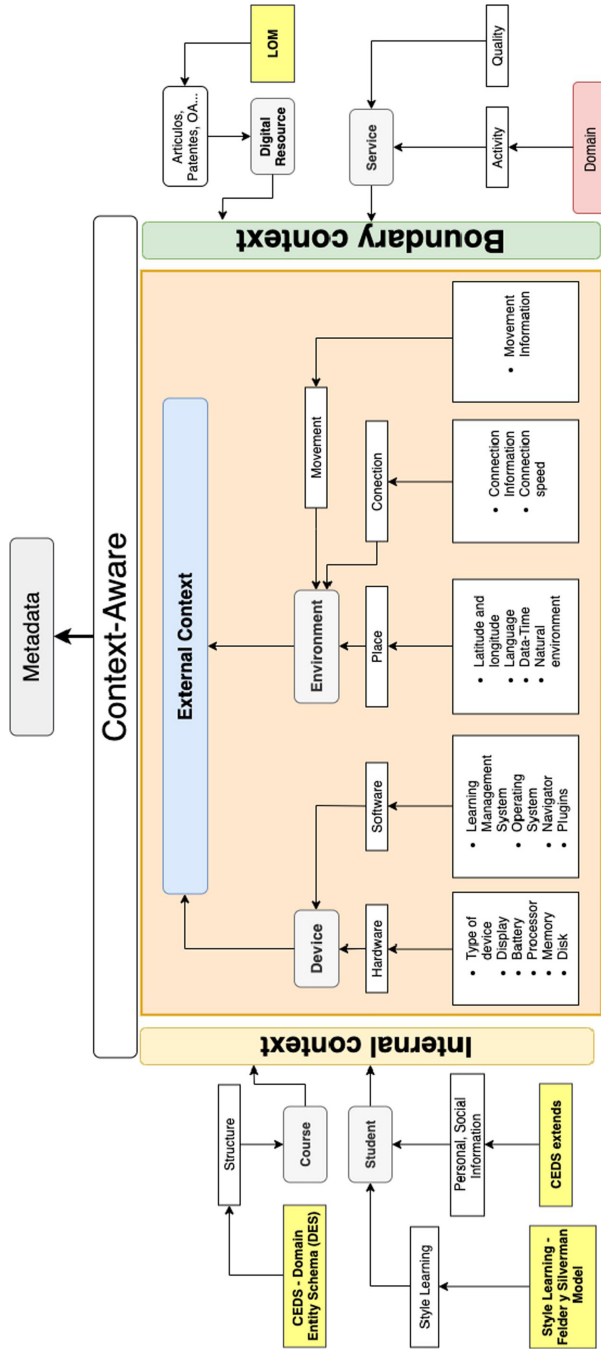 Metadata
Context-Aware
Internal context
External Context
Boundary context
CEDS - Domain
Entity Schema (DES)
Structure
Course
Student
Style Learning
Personal, Social
Information
Style Learning -
Felder y Silverman
Model
CEDS extends
Device
Hardware
Software
• Type of
device
• Display
• Battery
• Processor
• Memory
• Disk
• Learning
Management
System
• Operating
System
• Navigator
• Plugins
Environment
Movement
Place
Conection
• Latitude and
longitude
• Language
• Data-Time
• Natural
environment
• Connection
Information
• Connection
speed
• Movement
Information
Articulos,
Patentes, OA...
LOM
Digital
Resource
Service
Activity
Quality
Domain